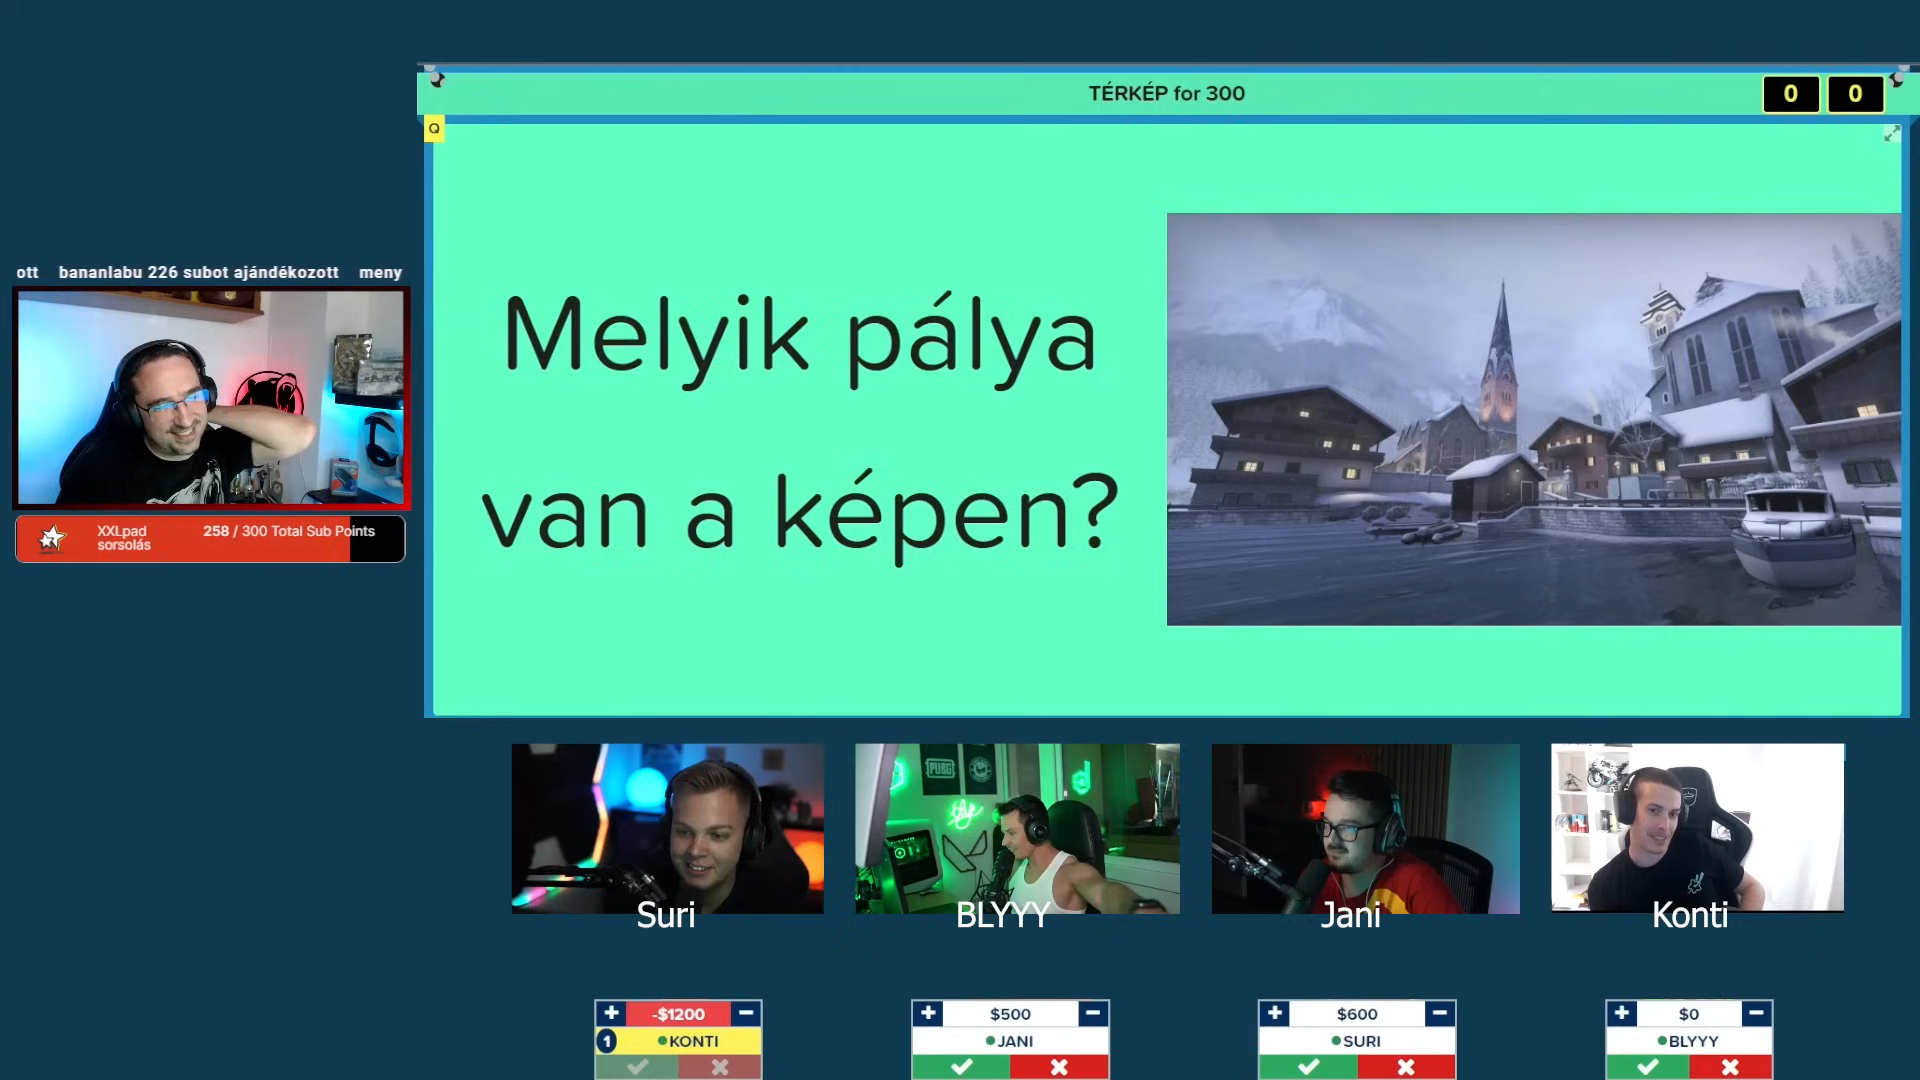 TÉRKÉP for 300
0 0
Q
Melyik pálya
van a képen?
ott bananlabu 226 subot ajándékozott meny
XXLpad
sorsolás
258 / 300 Total Sub Points
PUBG
Suri
BLYYY
Jani
Konti
+ -$1200 −
1 KONTI
+ $500 −
JANI
+ $600 −
SURI
+ $0 −
BLYYY